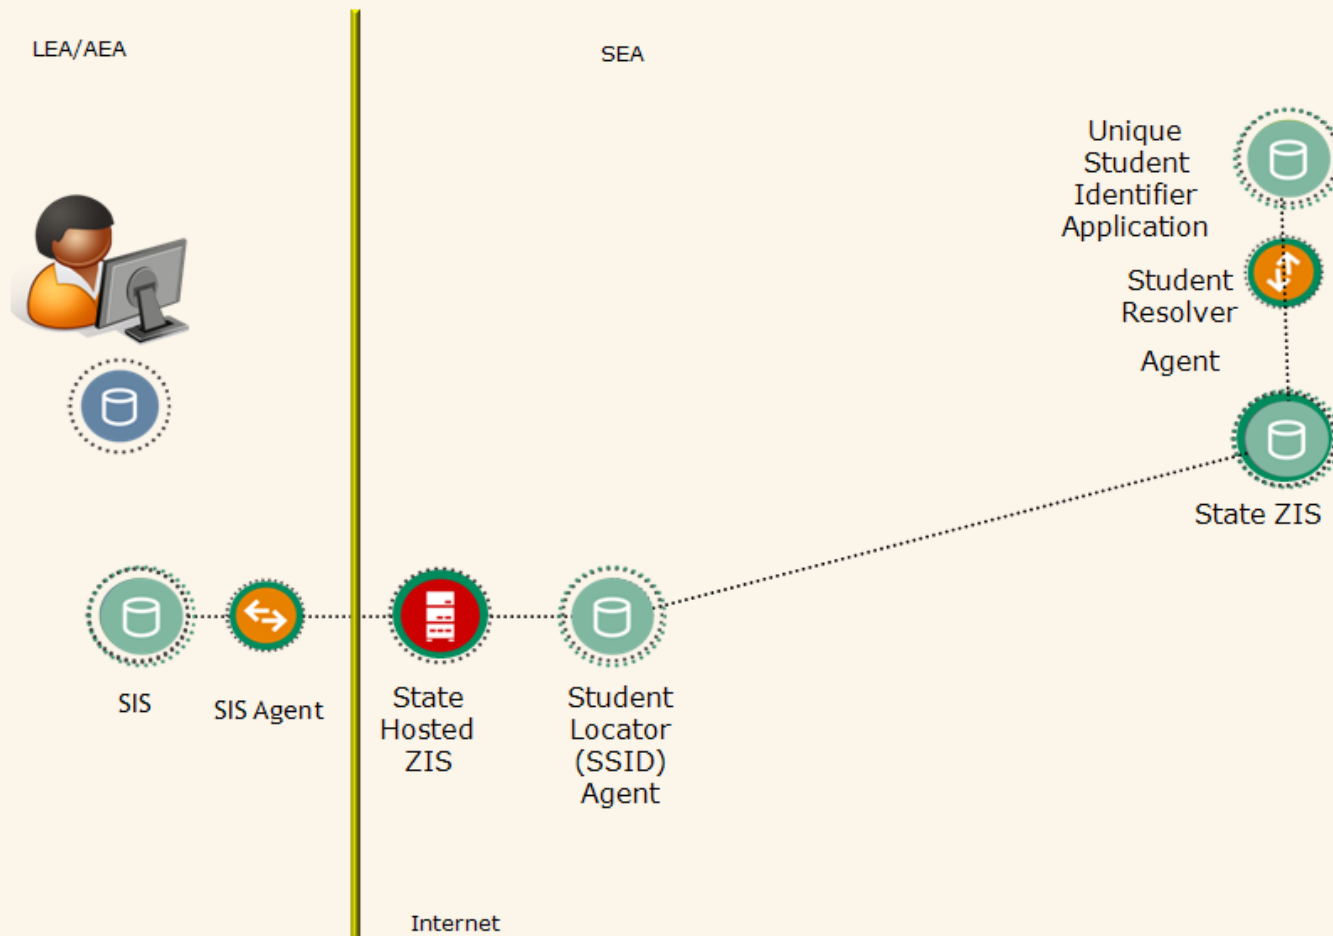 LEA/AEA
SEA
Unique
Student
Identifier
Application
Student
Resolver
Agent
State ZIS
SIS
SIS Agent
State
Hosted
ZIS
Student
Locator
(SSID)
Agent
Internet